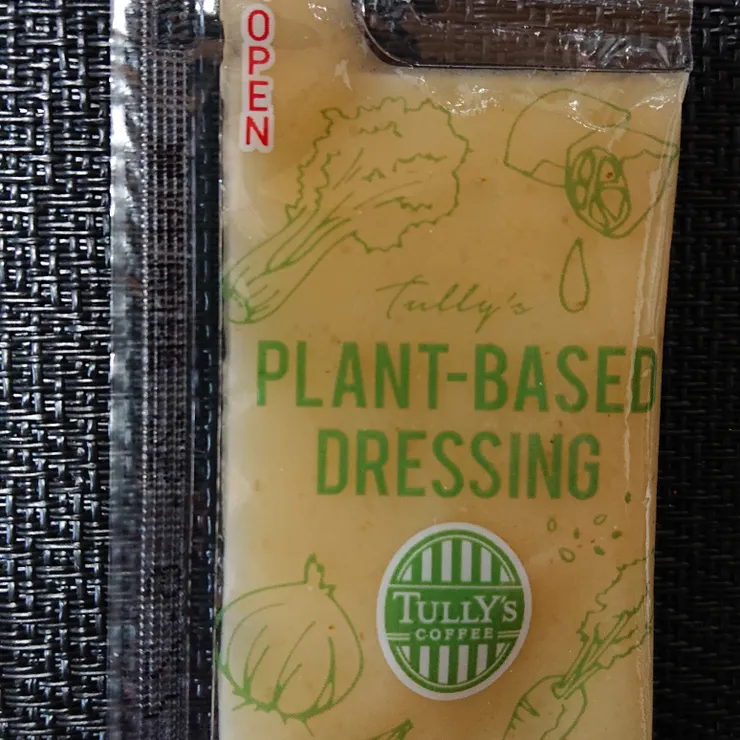 OPEN
Tully's
PLANT-BASED
DRESSING
TULLY'S
COFFEE